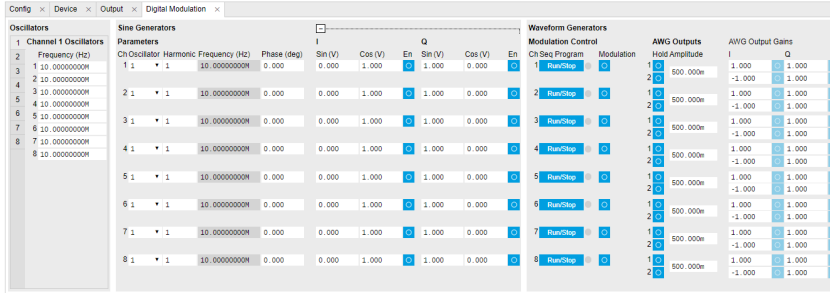 Config × Device × Output × Digital Modulation ×
Oscillators Sine Generators Waveform Generators
1 Channel 1 Oscillators Parameters I Q Modulation Control AWG Outputs AWG Output Gains
2 Frequency (Hz) Ch Oscillator Harmonic Frequency (Hz) Phase (deg) Sin (V) Cos (V) En Sin (V) Cos (V) En Ch Seq Program Modulation Hold Amplitude I Q
3 1 10.00000000M 1 1 ▾ 1 10.00000000M 0.000 0.000 1.000 1.000 0.000 1 Run/Stop 1 500.000m 1.000 1.000
2 -1.000 1.000
4 2 10.00000000M 2 1 ▾ 1 10.00000000M 0.000 0.000 1.000 1.000 0.000 2 Run/Stop 1 500.000m 1.000 1.000
5 3 10.00000000M 2 -1.000 1.000
6 4 10.00000000M 3 1 ▾ 1 10.00000000M 0.000 0.000 1.000 1.000 0.000 3 Run/Stop 1 500.000m 1.000 1.000
5 10.00000000M 2 -1.000 1.000
7 6 10.00000000M
8 7 10.00000000M 4 1 ▾ 1 10.00000000M 0.000 0.000 1.000 1.000 0.000 4 Run/Stop 1 500.000m 1.000 1.000
8 10.00000000M 2 -1.000 1.000
5 1 ▾ 1 10.00000000M 0.000 0.000 1.000 1.000 0.000 5 Run/Stop 1 500.000m 1.000 1.000
2 -1.000 1.000
6 1 ▾ 1 10.00000000M 0.000 0.000 1.000 1.000 0.000 6 Run/Stop 1 500.000m 1.000 1.000
2 -1.000 1.000
7 1 ▾ 1 10.00000000M 0.000 0.000 1.000 1.000 0.000 7 Run/Stop 1 500.000m 1.000 1.000
2 -1.000 1.000
8 1 ▾ 1 10.00000000M 0.000 0.000 1.000 1.000 0.000 8 Run/Stop 1 500.000m 1.000 1.000
2 -1.000 1.000